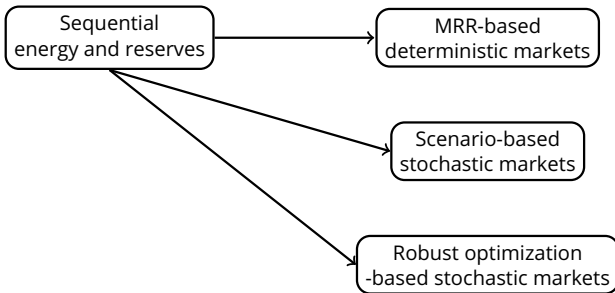 Sequential
energy and reserves
MRR-based
deterministic markets
Scenario-based
stochastic markets
Robust optimization
-based stochastic markets